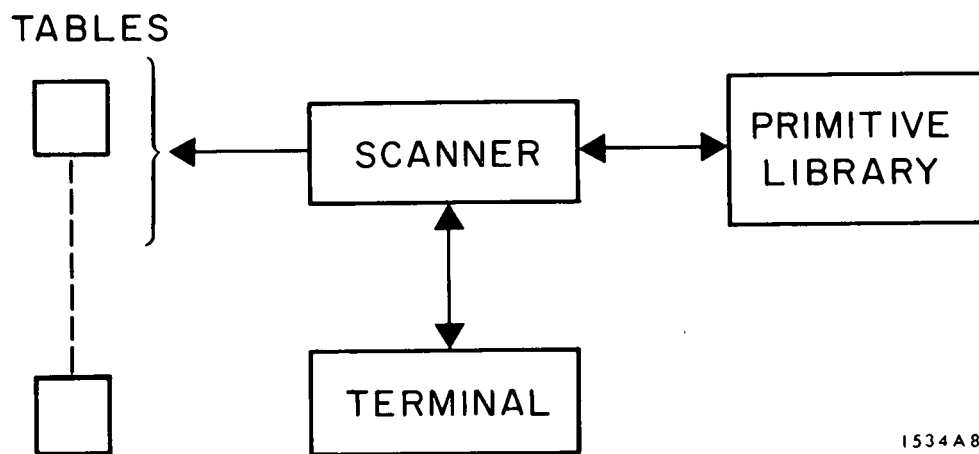 TABLES
SCANNER
PRIMITIVE
LIBRARY
TERMINAL
1534A8